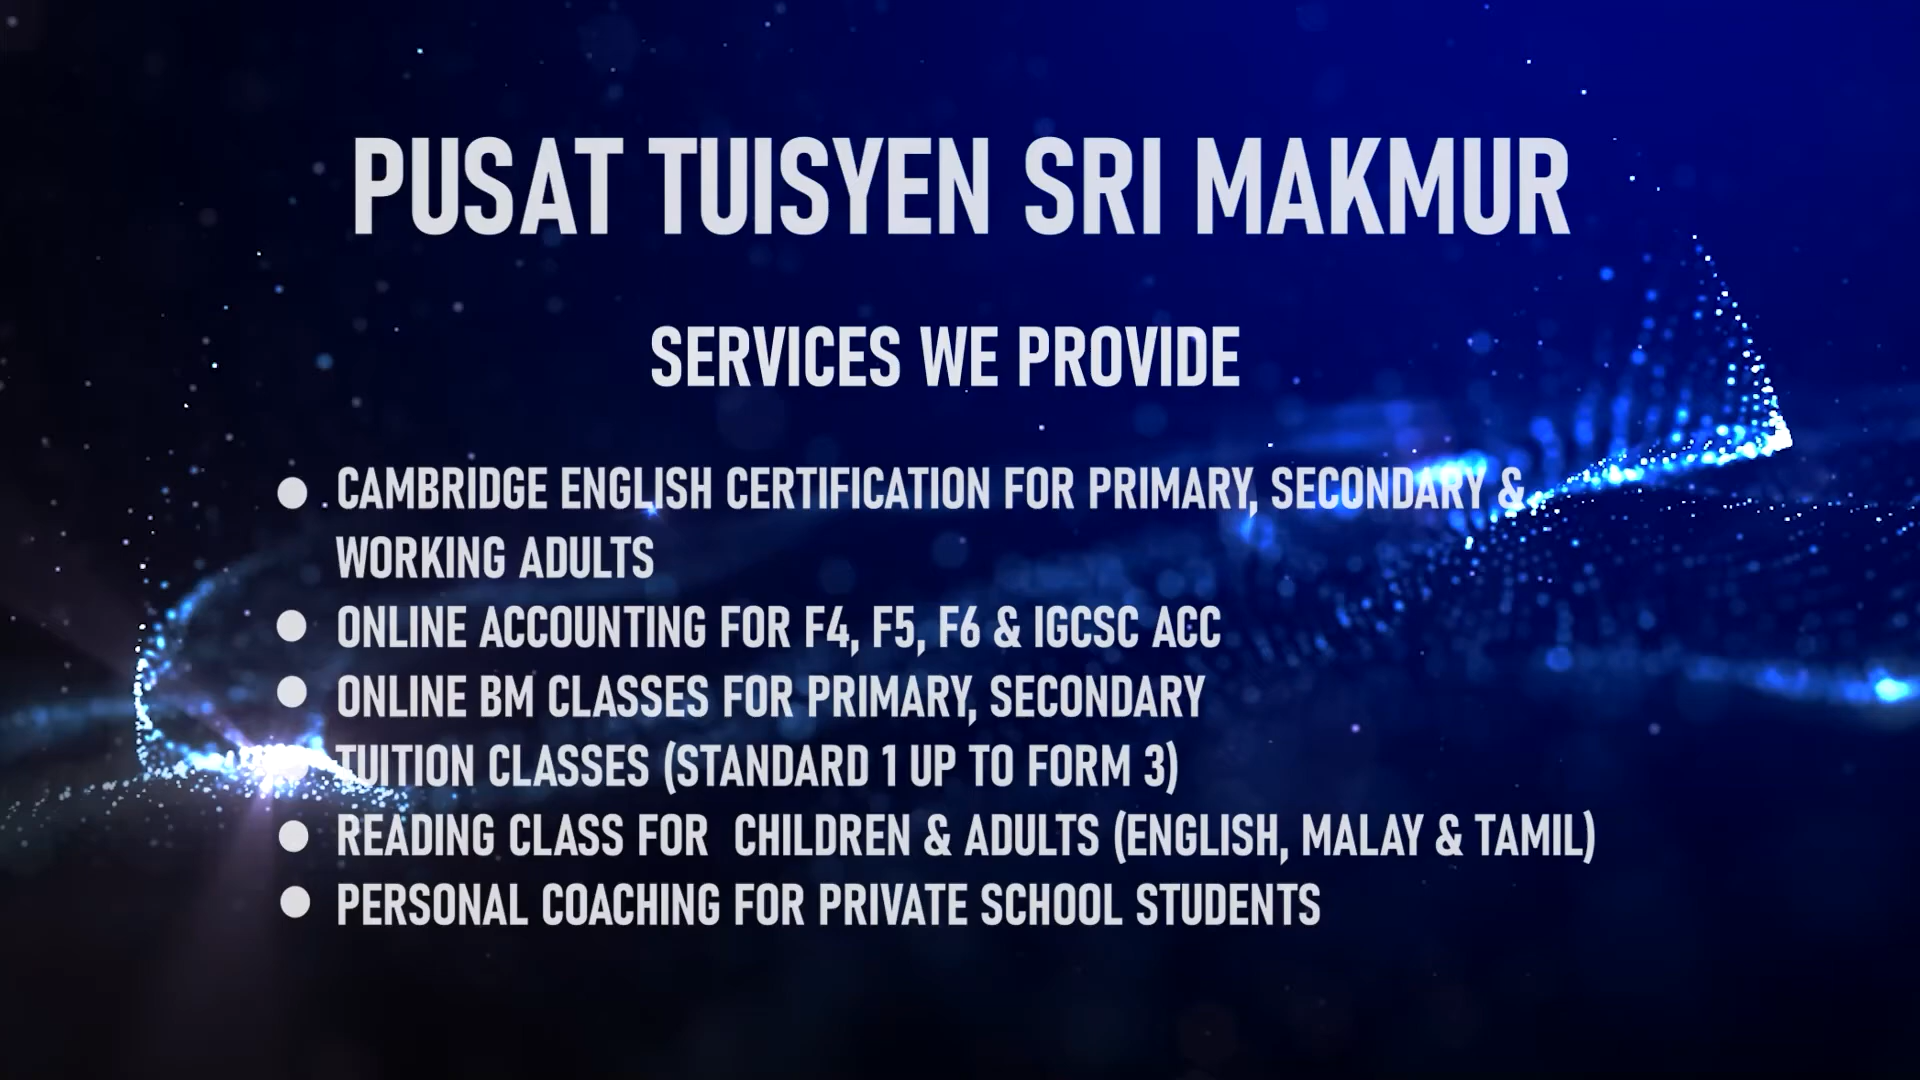 PUSAT TUISYEN SRI MAKMUR
SERVICES WE PROVIDE
● CAMBRIDGE ENGLISH CERTIFICATION FOR PRIMARY, SECONDARY &
WORKING ADULTS
● ONLINE ACCOUNTING FOR F4, F5, F6 & IGCSC ACC
● ONLINE BM CLASSES FOR PRIMARY, SECONDARY
● TUITION CLASSES (STANDARD 1 UP TO FORM 3)
● READING CLASS FOR  CHILDREN & ADULTS (ENGLISH, MALAY & TAMIL)
● PERSONAL COACHING FOR PRIVATE SCHOOL STUDENTS